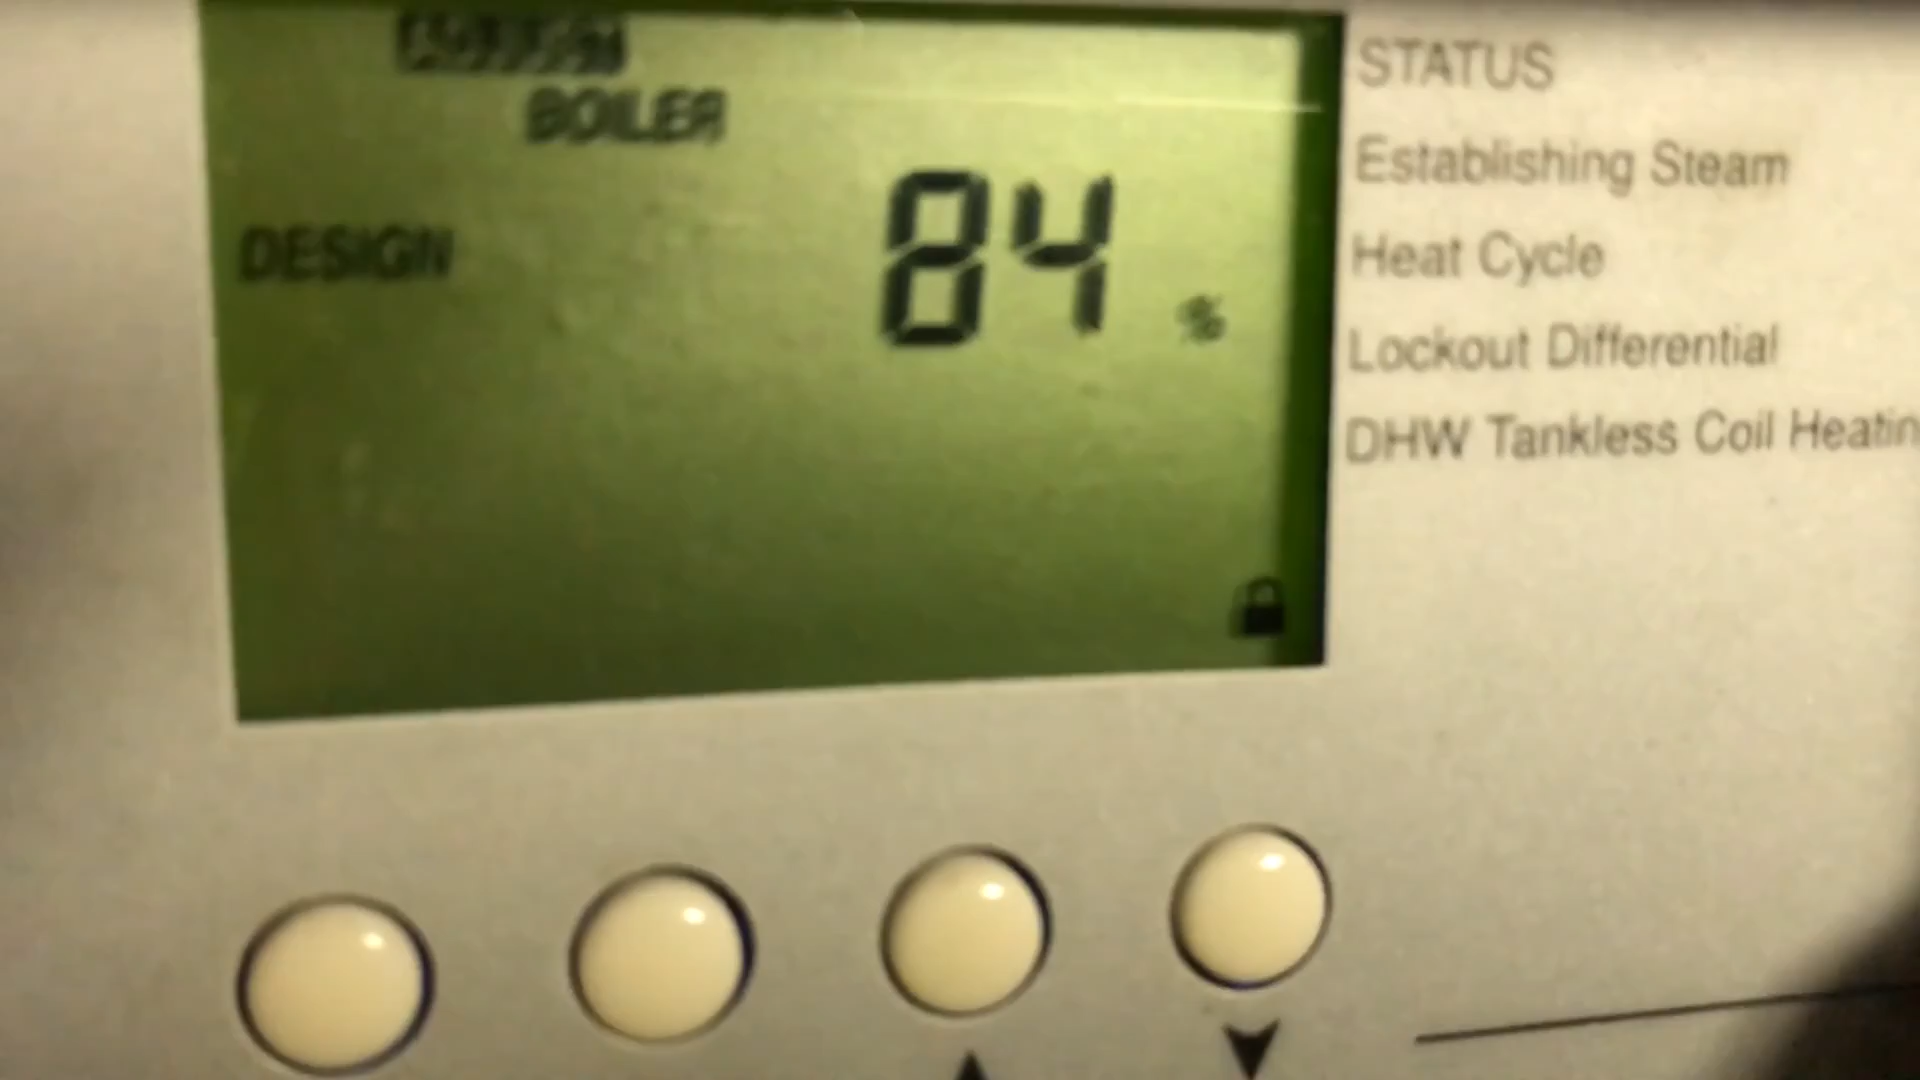 BOILER
DESIGN
84 %
STATUS
Establishing Steam
Heat Cycle
Lockout Differential
DHW Tankless Coil Heatin